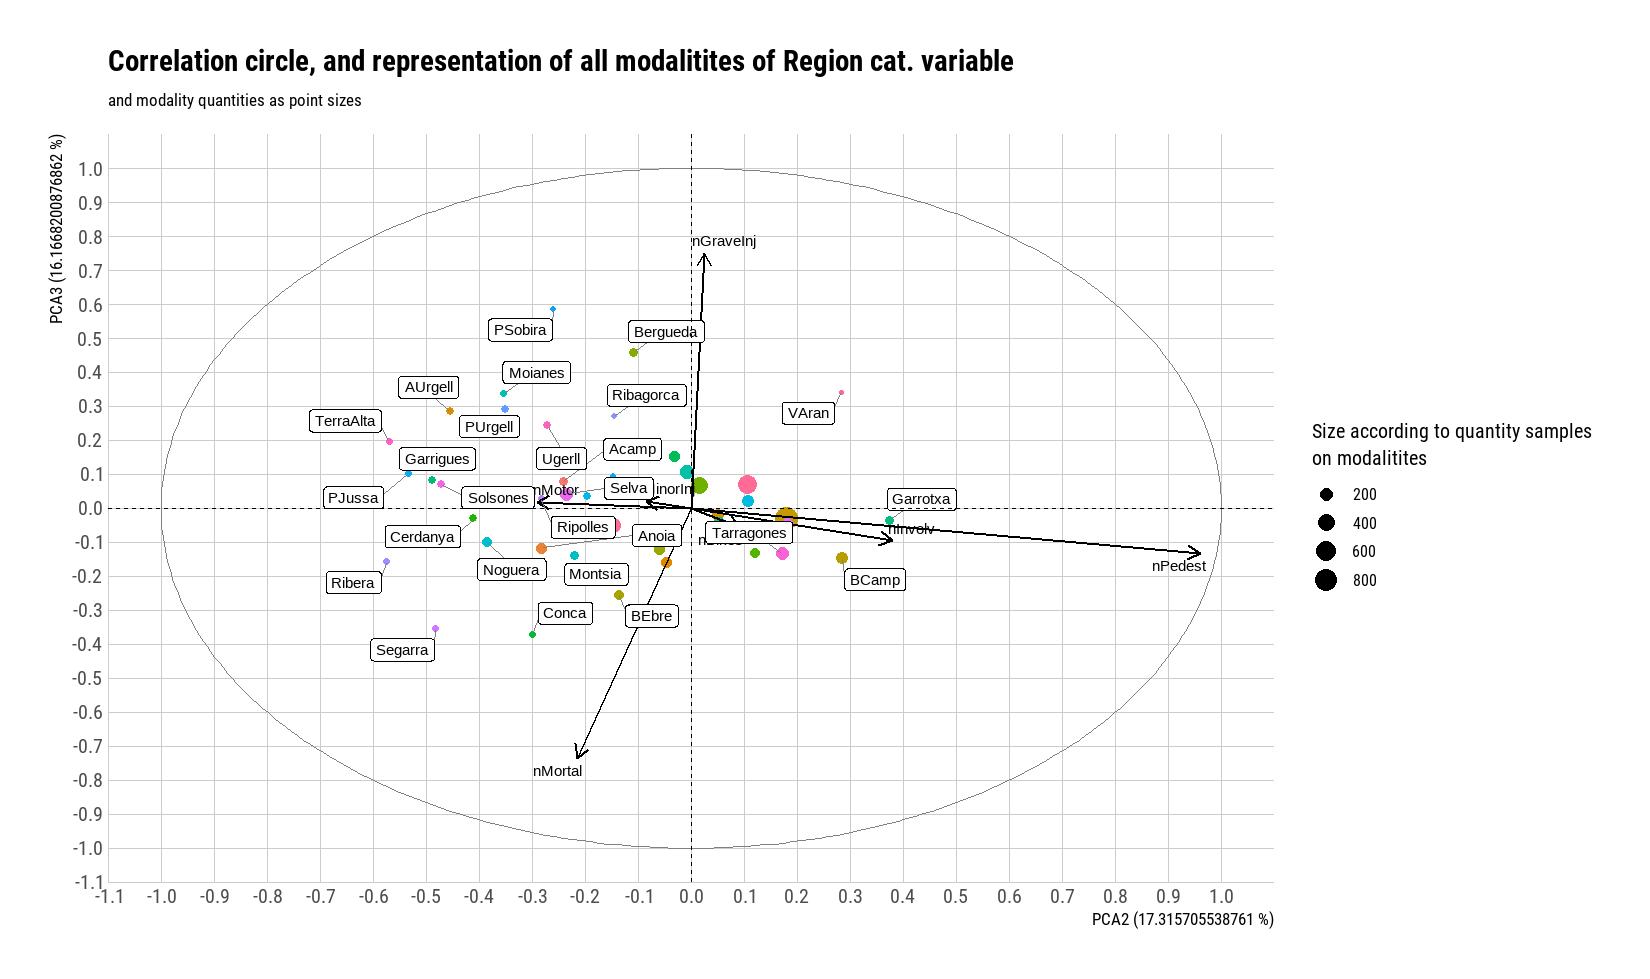 Correlation circle, and representation of all modalitites of Region cat. variable
and modality quantities as point sizes
PCA3 (16.1668200876862 %)
1.0
0.9
0.8
0.7
0.6
0.5
0.4
0.3
0.2
0.1
0.0
-0.1
-0.2
-0.3
-0.4
-0.5
-0.6
-0.7
-0.8
-0.9
-1.0
-1.1
nGraveInj
PSobira
Bergueda
Moianes
AUrgell
Ribagorca
VAran
TerraAlta
PUrgell
Acamp
Garrigues
Ugerll
nMotor
Selva
PJussa
Solsones
Garrotxa
Ripolles
nInvolv
Cerdanya
Anoia
Tarragones
nPedest
Noguera
Montsia
BCamp
Ribera
Conca
BEbre
Segarra
nMortal
-1.1 -1.0 -0.9 -0.8 -0.7 -0.6 -0.5 -0.4 -0.3 -0.2 -0.1 0.0 0.1 0.2 0.3 0.4 0.5 0.6 0.7 0.8 0.9 1.0
PCA2 (17.315705538761 %)
Size according to quantity samples
on modalitites
200
400
600
800